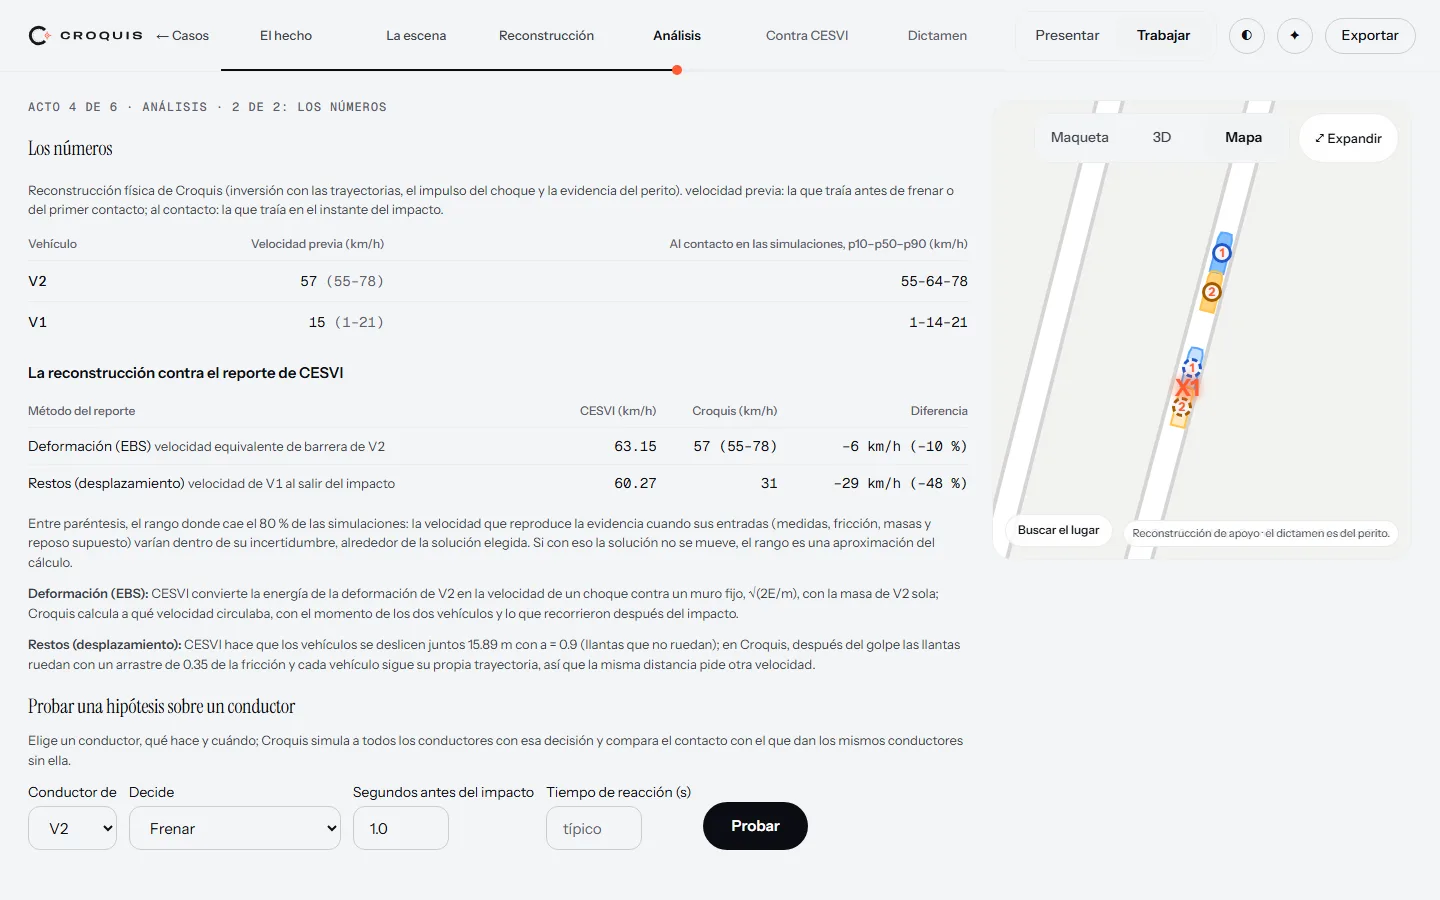 CROQUIS
← Casos
El hecho
La escena
Reconstrucción
Análisis
Contra CESVI
Dictamen
Presentar
Trabajar
Exportar
ACTO 4 DE 6 · ANÁLISIS · 2 DE 2: LOS NÚMEROS
Los números
Reconstrucción física de Croquis (inversión con las trayectorias, el impulso del choque y la evidencia del perito). velocidad previa: la que traía antes de frenar o
del primer contacto; al contacto: la que traía en el instante del impacto.
Vehículo Velocidad previa (km/h) Al contacto en las simulaciones, p10–p50–p90 (km/h)
V2 57 (55–78) 55–64–78
V1 15 (1–21) 1–14–21
La reconstrucción contra el reporte de CESVI
Método del reporte CESVI (km/h) Croquis (km/h) Diferencia
Deformación (EBS) velocidad equivalente de barrera de V2 63.15 57 (55–78) −6 km/h (−10 %)
Restos (desplazamiento) velocidad de V1 al salir del impacto 60.27 31 −29 km/h (−48 %)
Entre paréntesis, el rango donde cae el 80 % de las simulaciones: la velocidad que reproduce la evidencia cuando sus entradas (medidas, fricción, masas y
reposo supuesto) varían dentro de su incertidumbre, alrededor de la solución elegida. Si con eso la solución no se mueve, el rango es una aproximación del
cálculo.
Deformación (EBS): CESVI convierte la energía de la deformación de V2 en la velocidad de un choque contra un muro fijo, √(2E/m), con la masa de V2 sola;
Croquis calcula a qué velocidad circulaba, con el momento de los dos vehículos y lo que recorrieron después del impacto.
Restos (desplazamiento): CESVI hace que los vehículos se deslicen juntos 15.89 m con a = 0.9 (llantas que no ruedan); en Croquis, después del golpe las llantas
ruedan con un arrastre de 0.35 de la fricción y cada vehículo sigue su propia trayectoria, así que la misma distancia pide otra velocidad.
Probar una hipótesis sobre un conductor
Elige un conductor, qué hace y cuándo; Croquis simula a todos los conductores con esa decisión y compara el contacto con el que dan los mismos conductores
sin ella.
Conductor de Decide Segundos antes del impacto Tiempo de reacción (s)
V2 Frenar 1.0 típico Probar
Maqueta 3D Mapa
⤢ Expandir
1
2
1
X1
2
Buscar el lugar
Reconstrucción de apoyo · el dictamen es del perito.